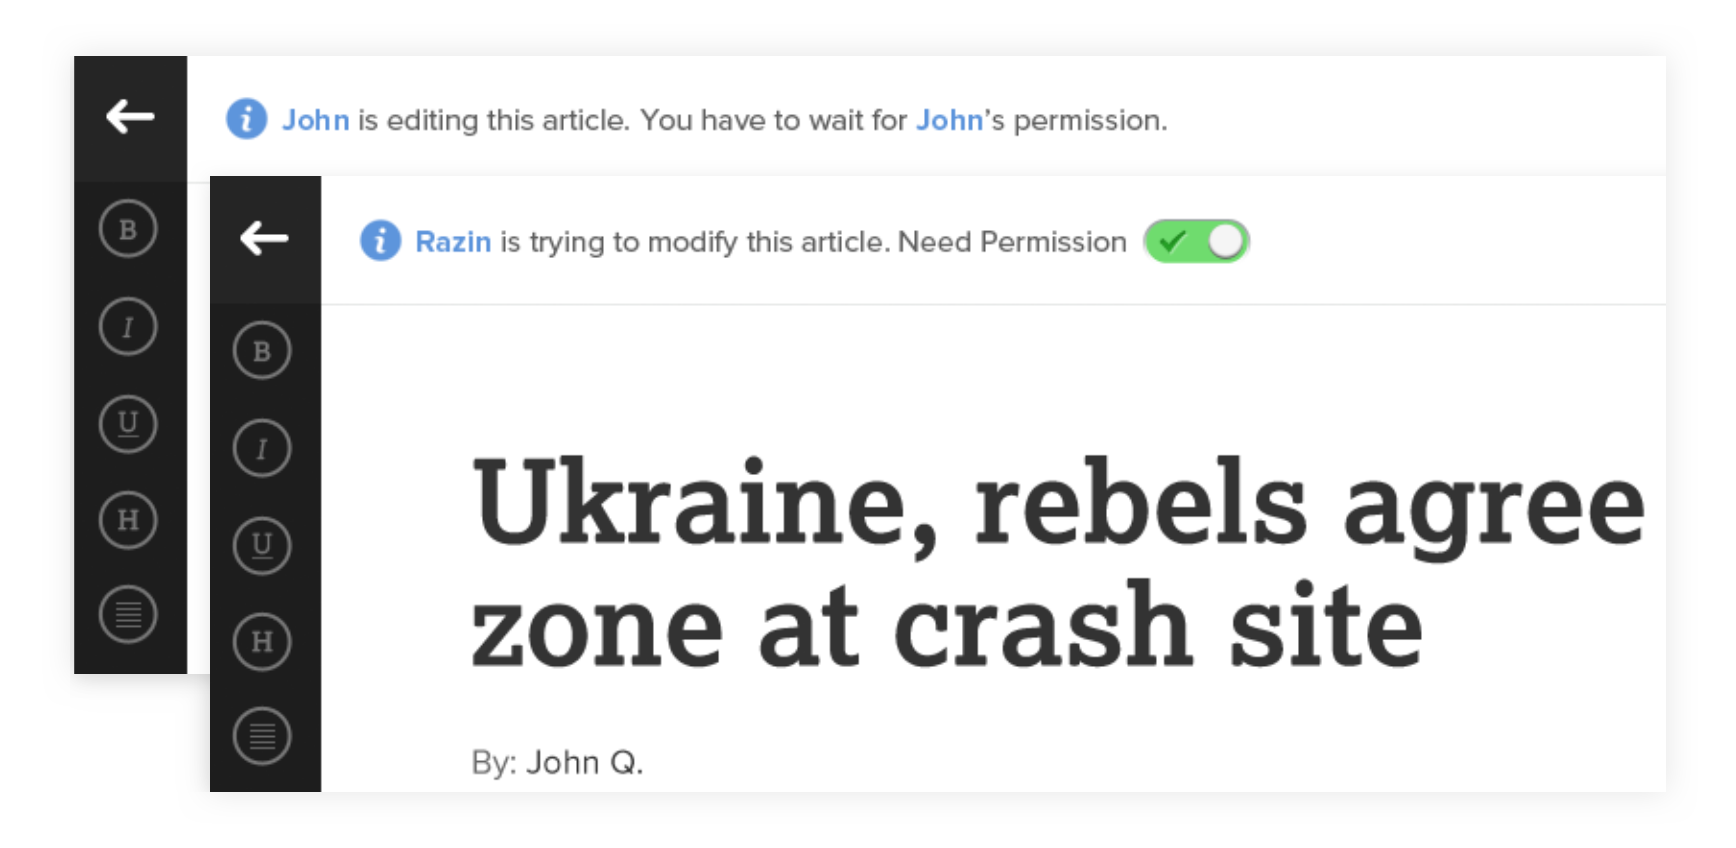 John is editing this article. You have to wait for John's permission.
B
I
U
H
Razin is trying to modify this article. Need Permission
B
I
U
H
Ukraine, rebels agree
zone at crash site
By: John Q.